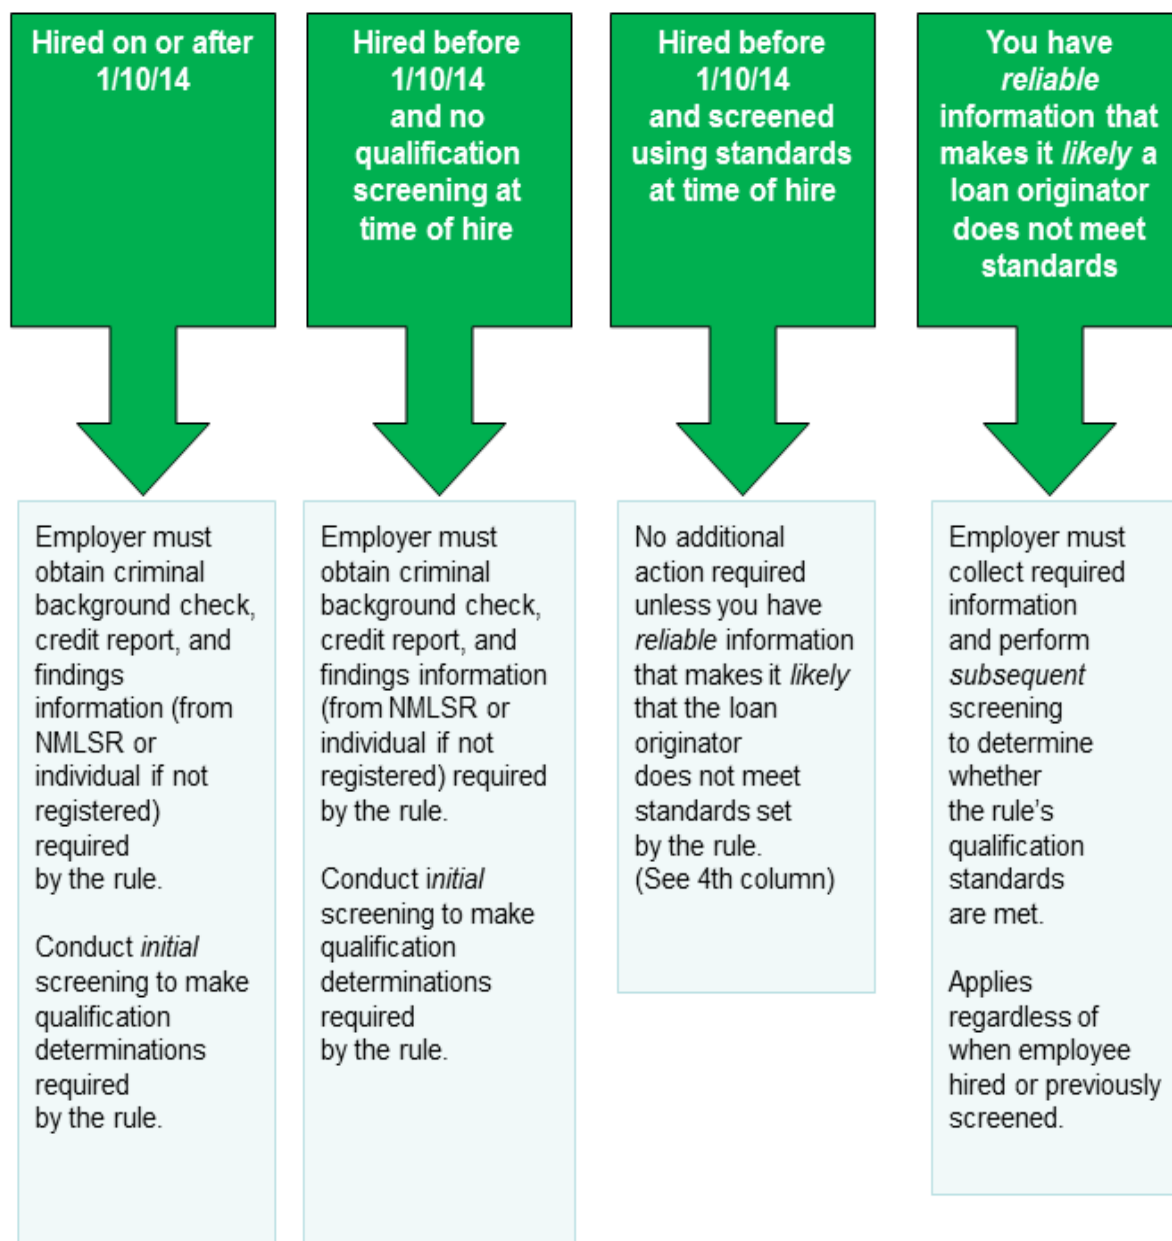 Hired on or after
1/10/14
Hired before
1/10/14
and no
qualification
screening at
time of hire
Hired before
1/10/14
and screened
using standards
at time of hire
You have
reliable
information that
makes it likely a
loan originator
does not meet
standards
Employer must
obtain criminal
background check,
credit report, and
findings
information (from
NMLSR or
individual if not
registered)
required
by the rule.
Conduct initial
screening to make
qualification
determinations
required
by the rule.
Employer must
obtain criminal
background check,
credit report, and
findings information
(from NMLSR or
individual if not
registered) required
by the rule.
Conduct initial
screening to make
qualification
determinations
required
by the rule.
No additional
action required
unless you have
reliable information
that makes it likely
that the loan
originator
does not meet
standards set
by the rule.
(See 4th column)
Employer must
collect required
information
and perform
subsequent
screening
to determine
whether
the rule's
qualification
standards
are met.
Applies
regardless of
when employee
hired or previously
screened.